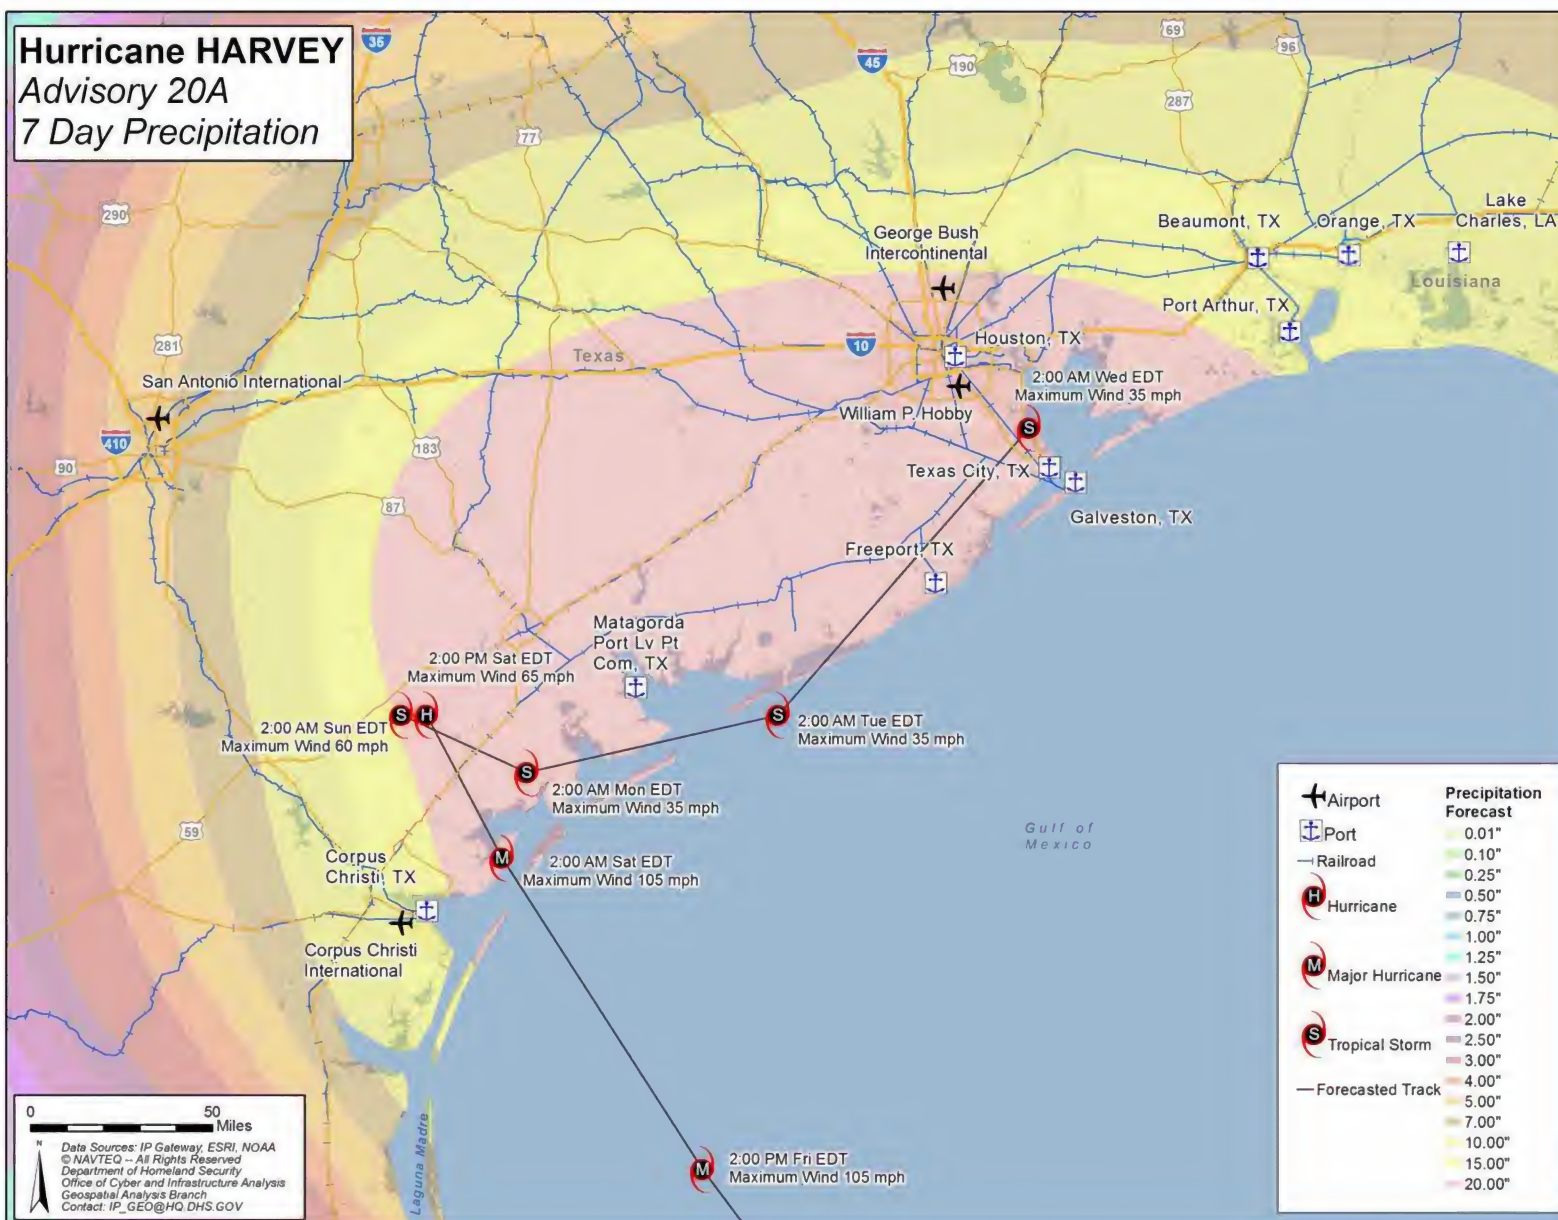 Hurricane HARVEY
Advisory 20A
7 Day Precipitation
35
45
69
96
190
287
77
290
George Bush
Intercontinental
Beaumont, TX
Orange, TX
Lake
Charles, LA
Louisiana
Port Arthur, TX
281
San Antonio International
Texas
10
Houston, TX
2:00 AM Wed EDT
Maximum Wind 35 mph
William P. Hobby
410
90
183
87
Texas City, TX
Galveston, TX
Freeport, TX
Matagorda
Port Lv Pt
Com, TX
2:00 PM Sat EDT
Maximum Wind 65 mph
2:00 AM Sun EDT
Maximum Wind 60 mph
S
H
S
S
S
2:00 AM Tue EDT
Maximum Wind 35 mph
2:00 AM Mon EDT
Maximum Wind 35 mph
59
M
2:00 AM Sat EDT
Maximum Wind 105 mph
Corpus
Christi, TX
Corpus Christi
International
Gulf of
Mexico
Laguna Madre
M
2:00 PM Fri EDT
Maximum Wind 105 mph
0 50
Miles
N
Data Sources: IP Gateway, ESRI, NOAA
© NAVTEQ -- All Rights Reserved
Department of Homeland Security
Office of Cyber and Infrastructure Analysis
Geospatial Analysis Branch
Contact: IP_GEO@HQ.DHS.GOV
Airport
Port
Railroad
H
Hurricane
M
Major Hurricane
S
Tropical Storm
Forecasted Track
Precipitation
Forecast
0.01"
0.10"
0.25"
0.50"
0.75"
1.00"
1.25"
1.50"
1.75"
2.00"
2.50"
3.00"
4.00"
5.00"
7.00"
10.00"
15.00"
20.00"